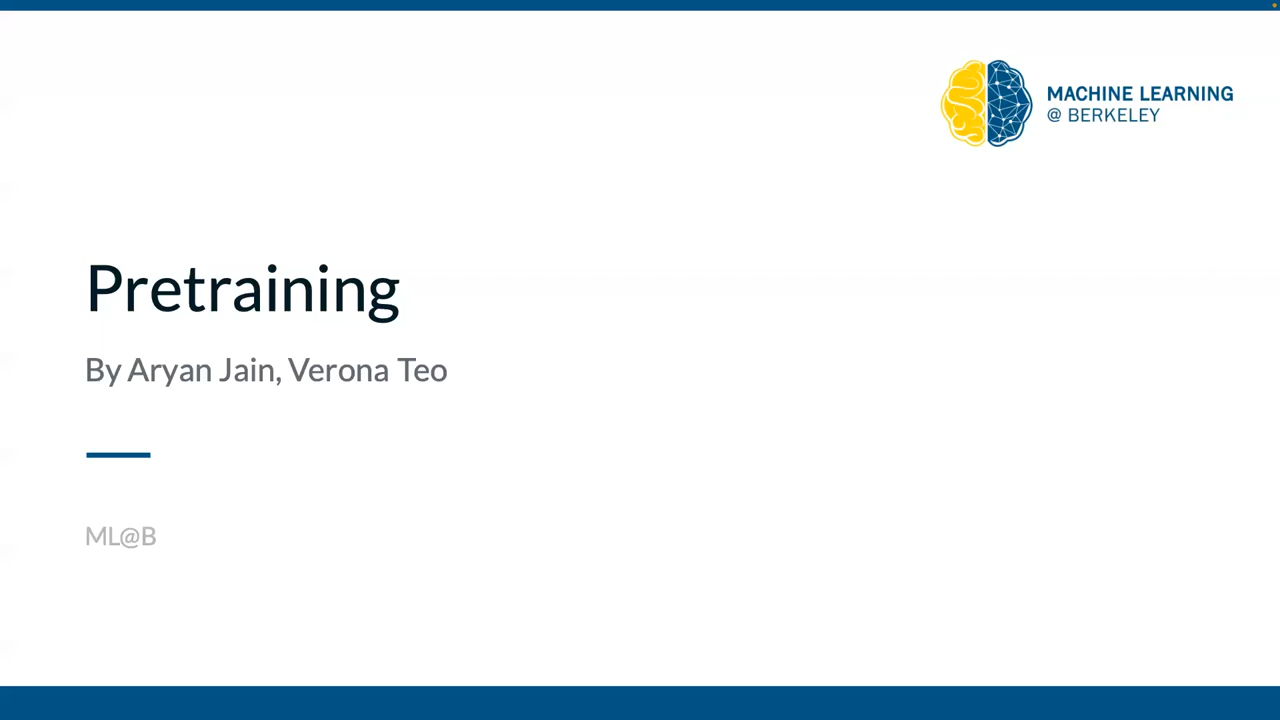 MACHINE LEARNING
@ BERKELEY
Pretraining
By Aryan Jain, Verona Teo
ML@B